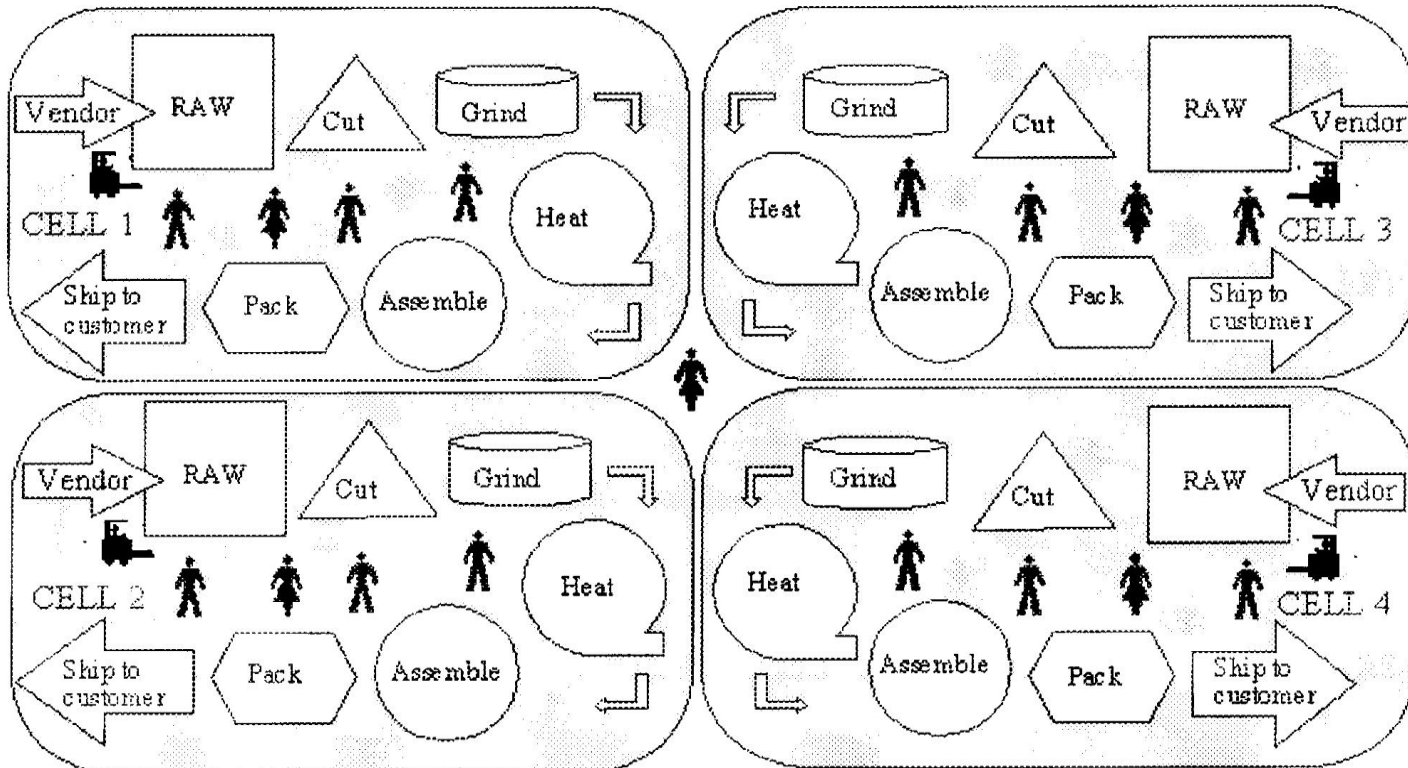 Vendor
RAW
Cut
Grind
Heat
CELL 1
Ship to
customer
Pack
Assemble
Grind
Cut
RAW
Vendor
Heat
CELL 3
Assemble
Pack
Ship to
customer
Vendor
RAW
Cut
Grind
Heat
CELL 2
Ship to
customer
Pack
Assemble
Grind
Cut
RAW
Vendor
Heat
CELL 4
Assemble
Pack
Ship to
customer